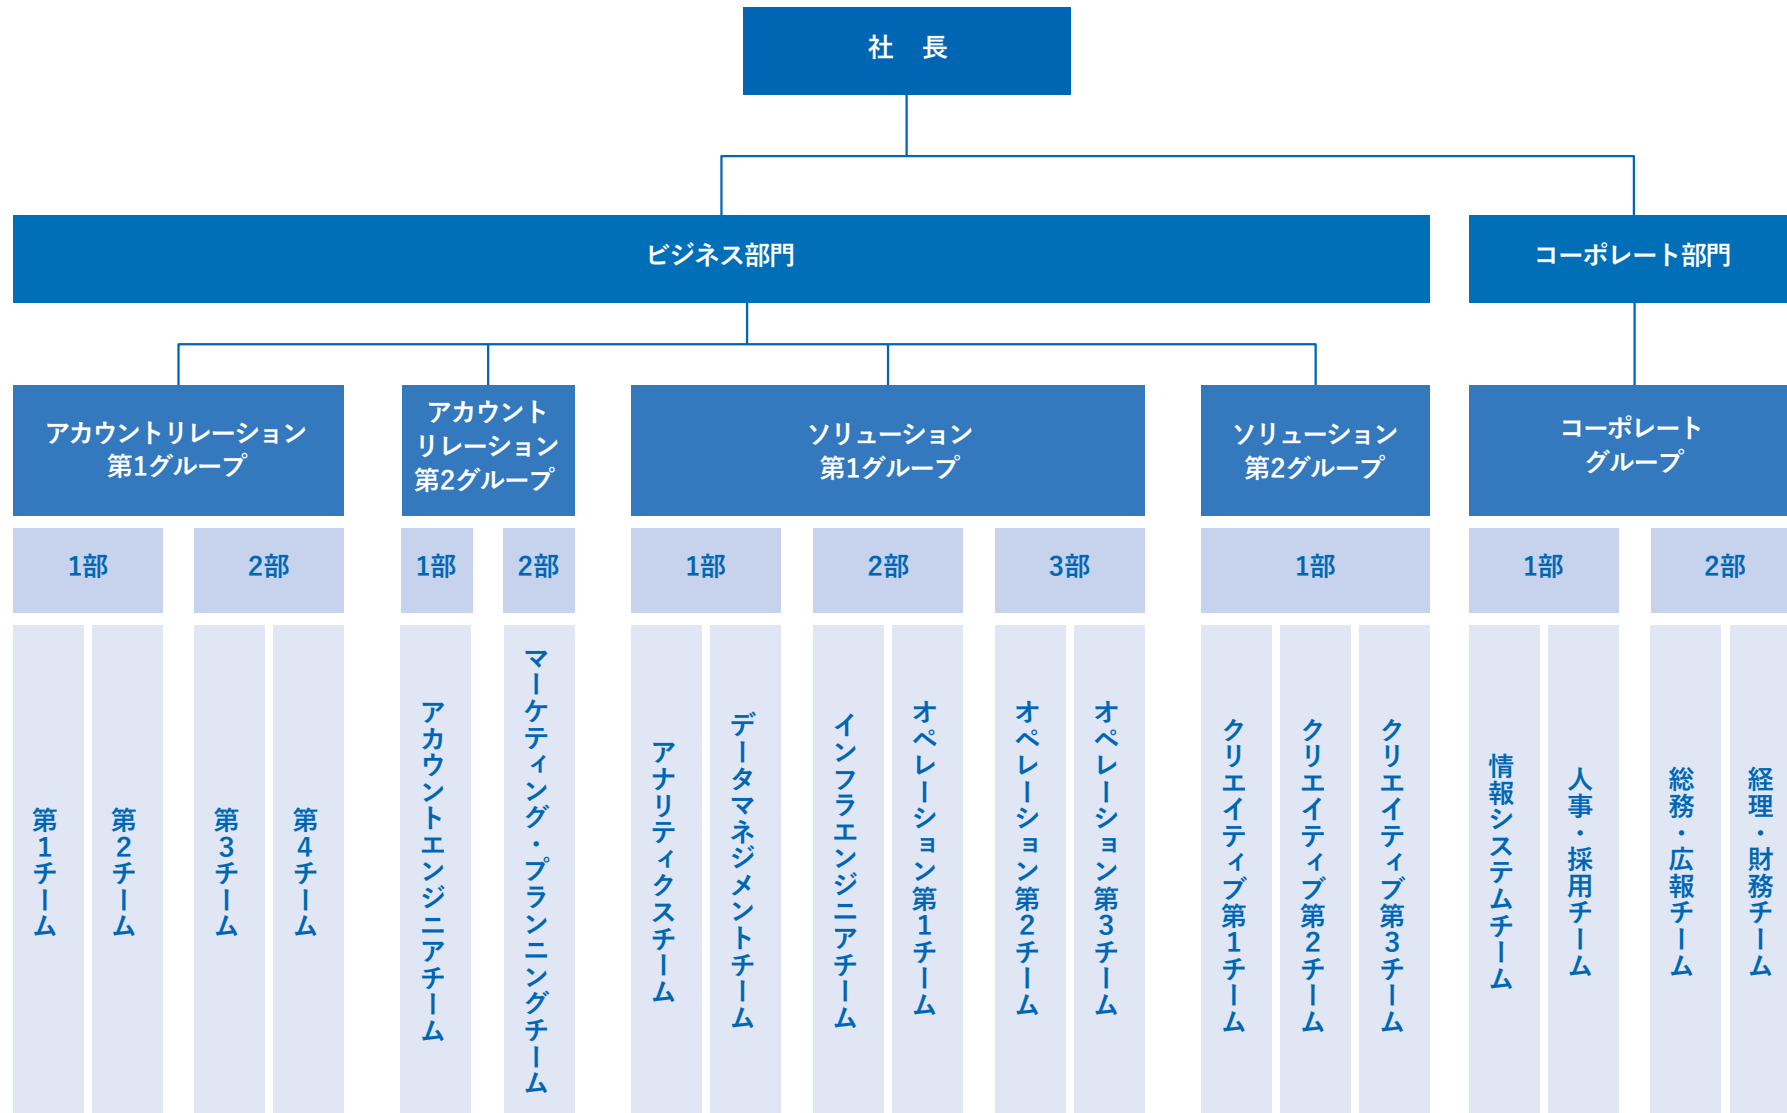 社　長
ビジネス部門
コーポレート部門
アカウントリレーション
第1グループ
アカウント
リレーション
第2グループ
ソリューション
第1グループ
ソリューション
第2グループ
コーポレート
グループ
1部
2部
1部
2部
1部
2部
3部
1部
1部
2部
第1チーム
第2チーム
第3チーム
第4チーム
アカウントエンジニアチーム
マーケティング・プランニングチーム
アナリティクスチーム
データマネジメントチーム
インフラエンジニアチーム
オペレーション第1チーム
オペレーション第2チーム
オペレーション第3チーム
クリエイティブ第1チーム
クリエイティブ第2チーム
クリエイティブ第3チーム
情報システムチーム
人事・採用チーム
総務・広報チーム
経理・財務チーム